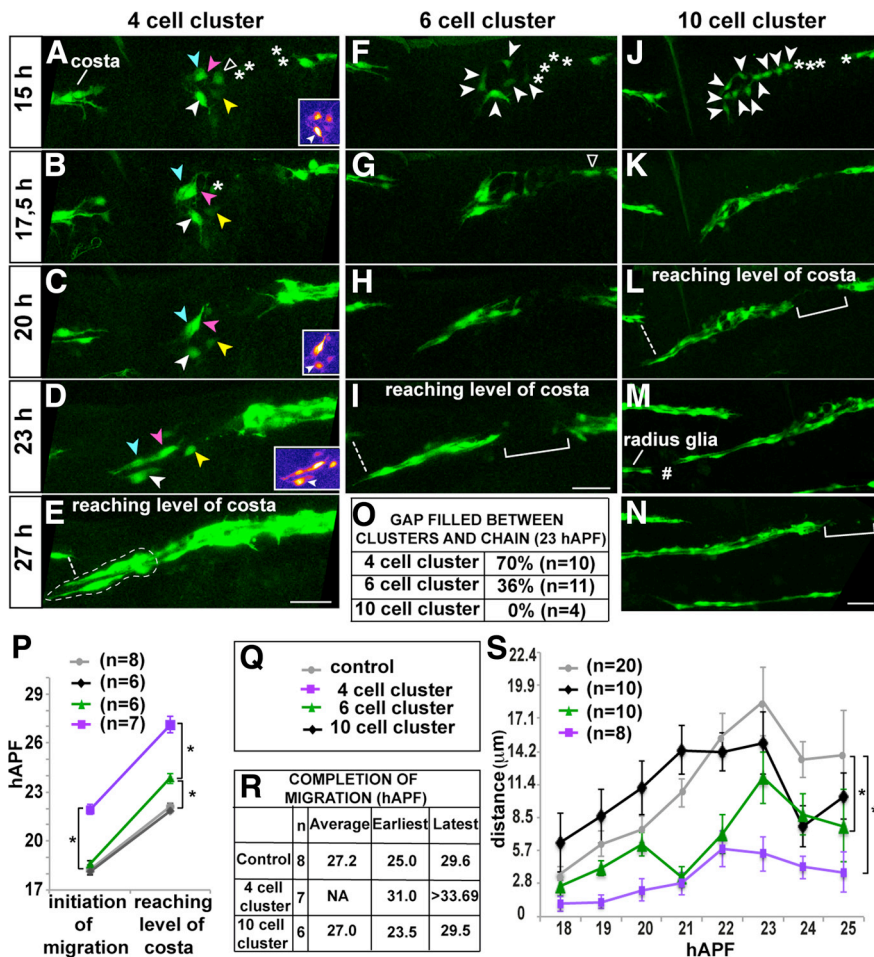 4 cell cluster
6 cell cluster
10 cell cluster
15 h
A
costa
*
*
*
*
F
*
*
*
*
J
***
*
17,5 h
B
*
G
K
20 h
C
H
L
reaching level of costa
23 h
D
I
reaching level of costa
M
radius glia
#
27 h
E
reaching level of costa
O
GAP FILLED BETWEEN
CLUSTERS AND CHAIN (23 hAPF)
4 cell cluster 70% (n=10)
6 cell cluster 36% (n=11)
10 cell cluster 0% (n=4)
N
P
hAPF
(n=8)
(n=6)
(n=6)
(n=7)
29
27
25
23
21
19
17
*
*
*
initiation of migration
reaching level of costa
Q
control
4 cell cluster
6 cell cluster
10 cell cluster
R
COMPLETION OF
MIGRATION (hAPF)
n Average Earliest Latest
Control 8 27.2 25.0 29.6
4 cell cluster 7 NA 31.0 >33.69
10 cell cluster 6 27.0 23.5 29.5
S
distance(µm)
(n=20)
(n=10)
(n=10)
(n=8)
22.4
19.9
17.1
14.2
11.4
8.5
5.7
2.8
0
*
*
18 19 20 21 22 23 24 25
hAPF